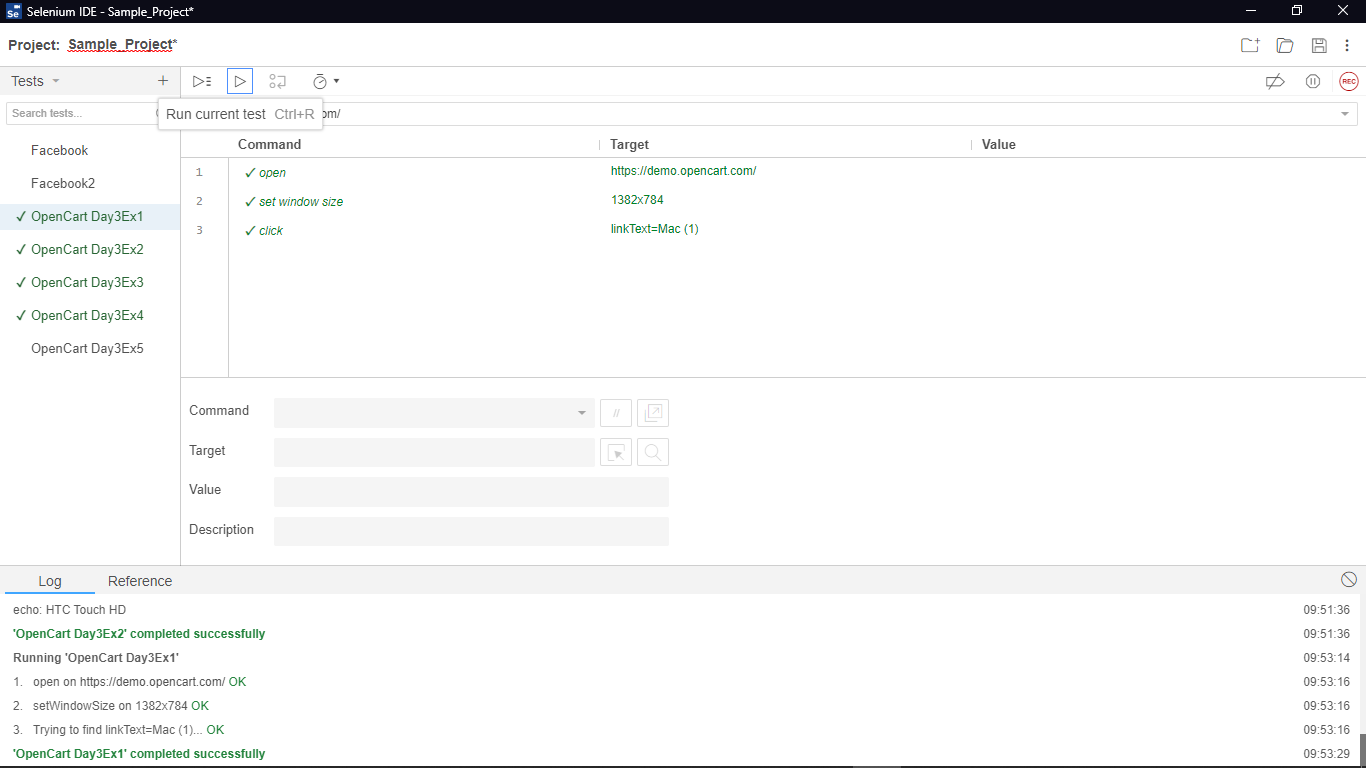 Se Selenium IDE - Sample_Project*
Project: Sample_Project*
Tests
Search tests...
Run current test Ctrl+R
om/
Command Target Value
Facebook
Facebook2
✓ OpenCart Day3Ex1
✓ OpenCart Day3Ex2
✓ OpenCart Day3Ex3
✓ OpenCart Day3Ex4
OpenCart Day3Ex5
REC
1 ✓ open https://demo.opencart.com/
2 ✓ set window size 1382x784
3 ✓ click linkText=Mac (1)
Command //
Target
Value
Description
Log Reference
echo: HTC Touch HD 09:51:36
'OpenCart Day3Ex2' completed successfully 09:51:36
Running 'OpenCart Day3Ex1' 09:53:14
1. open on https://demo.opencart.com/ OK 09:53:16
2. setWindowSize on 1382x784 OK 09:53:16
3. Trying to find linkText=Mac (1)... OK 09:53:16
'OpenCart Day3Ex1' completed successfully 09:53:29